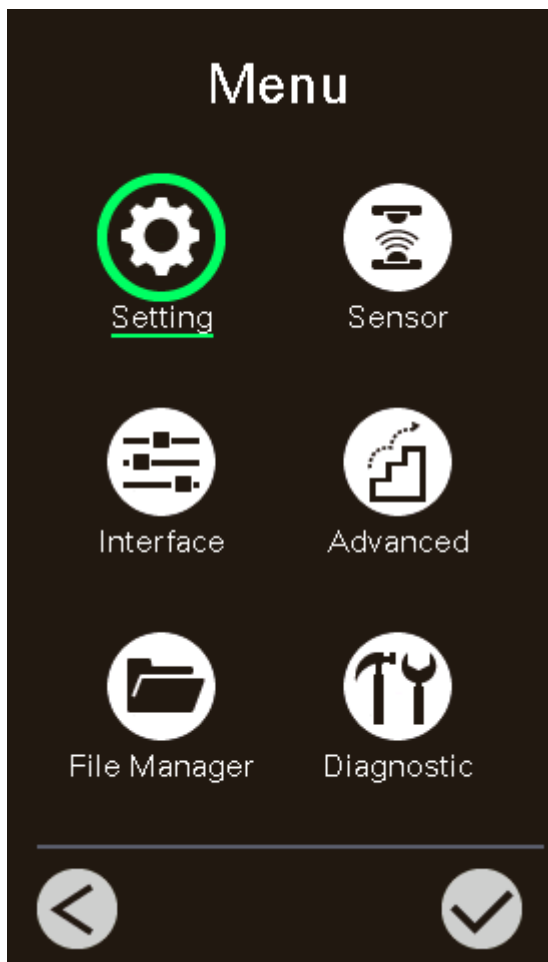 Menu
Setting
Sensor
Interface
Advanced
File Manager
Diagnostic